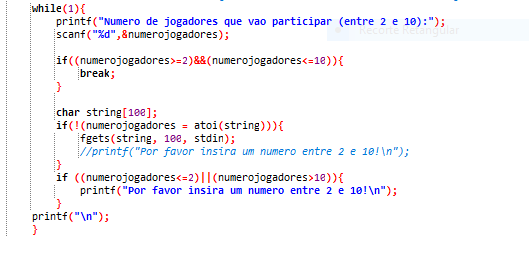 while(1){
printf("Numero de jogadores que vao participar (entre 2 e 10):");
scanf("%d",&numerojogadores);
Recorte Retangular
if((numerojogadores>=2)&&(numerojogadores<=10)){
break;
}
char string[100];
if(!(numerojogadores = atoi(string))){
fgets(string, 100, stdin);
//printf("Por favor insira um numero entre 2 e 10!\n");
}
if ((numerojogadores<=2)||(numerojogadores>10)){
printf("Por favor insira um numero entre 2 e 10!\n");
}
printf("\n");
}